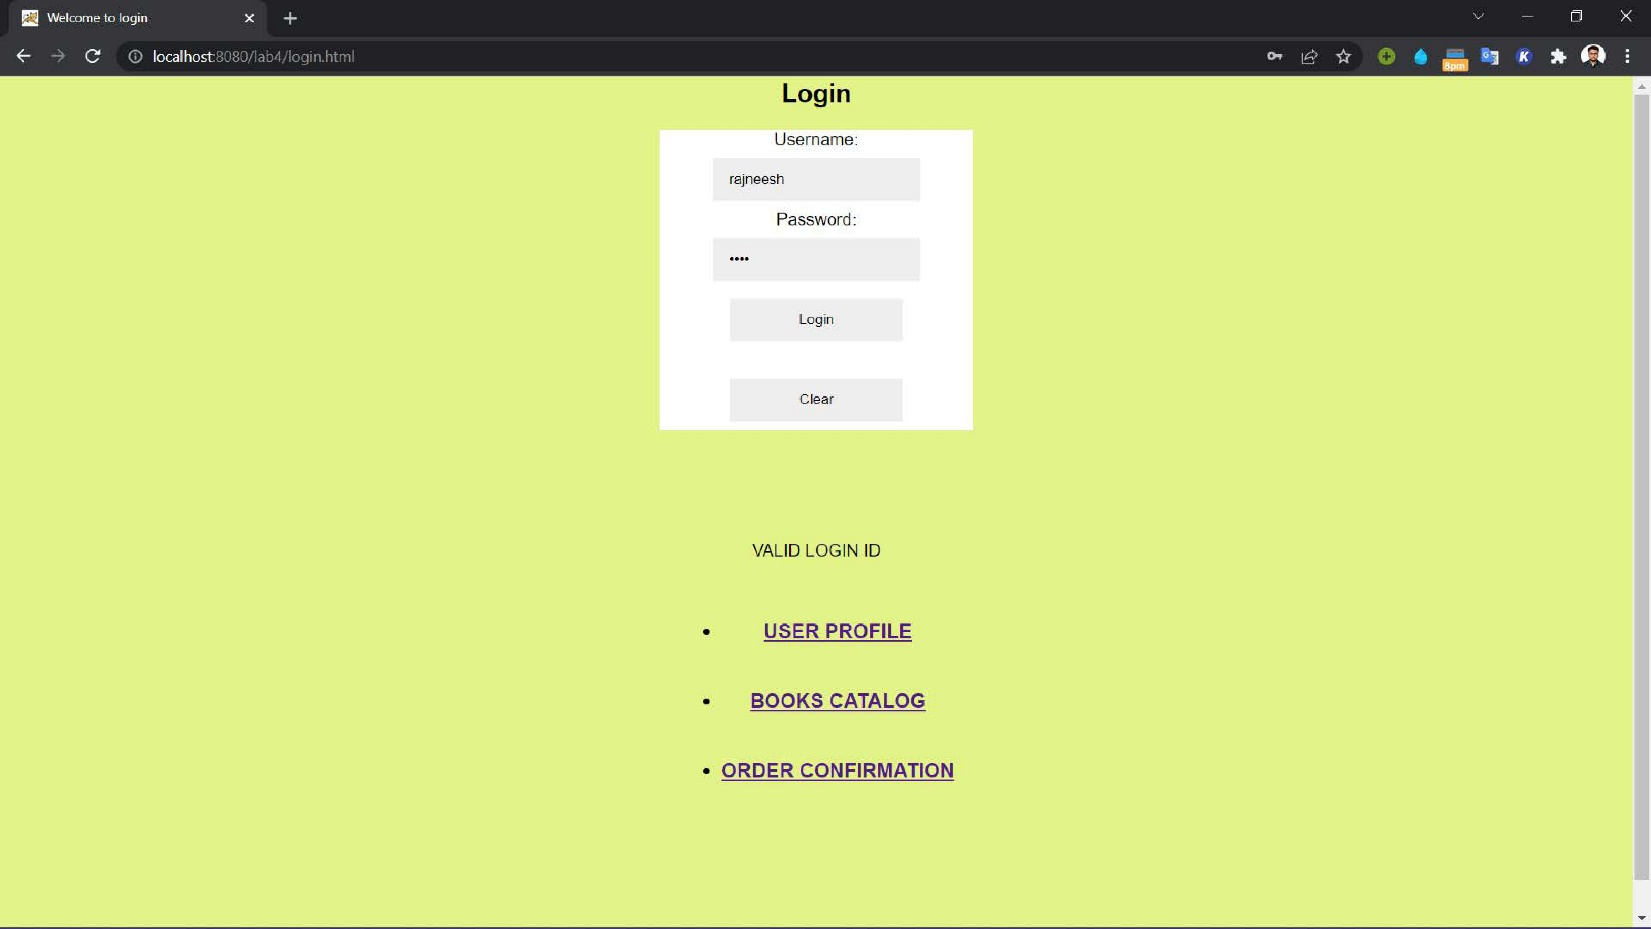 Welcome to login
localhost:8080/lab4/login.html
8pm
G
K
Login
Username:
rajneesh
Password:
••••
Login
Clear
VALID LOGIN ID
• USER PROFILE
• BOOKS CATALOG
• ORDER CONFIRMATION